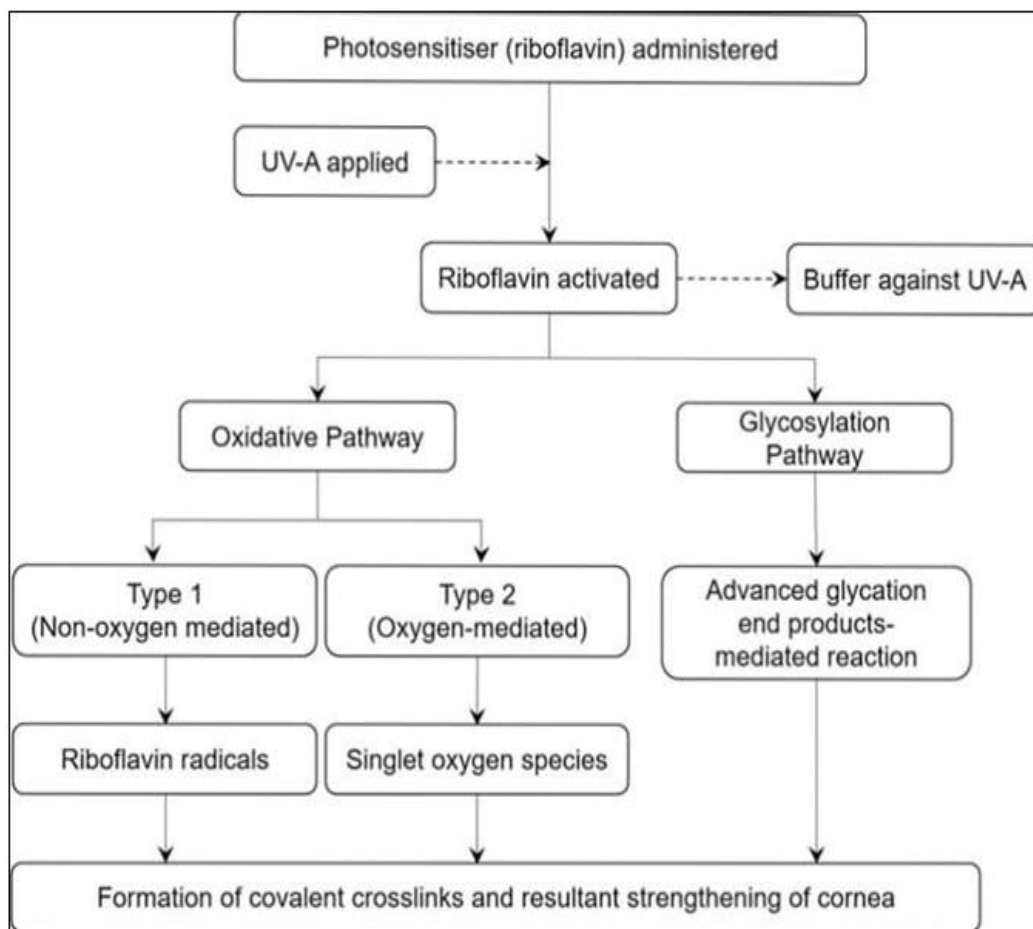 Photosensitiser (riboflavin) administered
UV-A applied
Riboflavin activated
Buffer against UV-A
Oxidative Pathway
Glycosylation
Pathway
Type 1
(Non-oxygen mediated)
Type 2
(Oxygen-mediated)
Advanced glycation
end products-
mediated reaction
Riboflavin radicals
Singlet oxygen species
Formation of covalent crosslinks and resultant strengthening of cornea